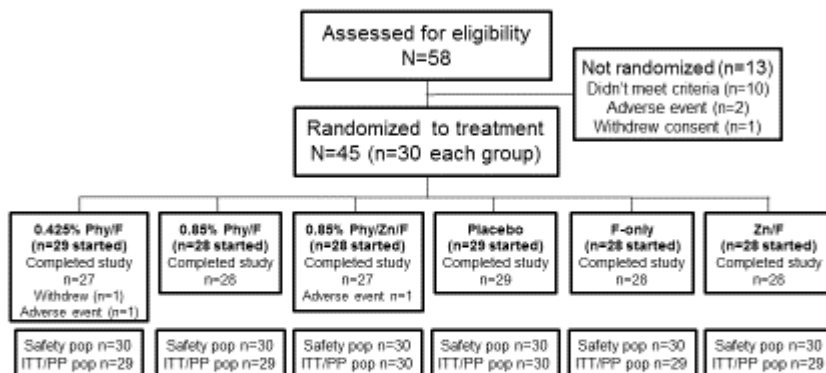 Assessed for eligibility
N=58
Not randomized (n=13)
Didn't meet criteria (n=10)
Adverse event (n=2)
Withdrew consent (n=1)
Randomized to treatment
N=45 (n=30 each group)
0.425% Phy/F
(n=29 started)
Completed study
n=27
Withdrew (n=1)
Adverse event (n=1)
0.85% Phy/F
(n=28 started)
Completed study
n=28
0.85% Phy/Zn/F
(n=28 started)
Completed study
n=27
Adverse event n=1
Placebo
(n=29 started)
Completed study
n=29
F-only
(n=28 started)
Completed study
n=28
Zn/F
(n=28 started)
Completed study
n=28
Safety pop n=30
ITT/PP pop n=29
Safety pop n=30
ITT/PP pop n=29
Safety pop n=30
ITT/PP pop n=30
Safety pop n=30
ITT/PP pop n=30
Safety pop n=30
ITT/PP pop n=29
Safety pop n=30
ITT/PP pop n=29